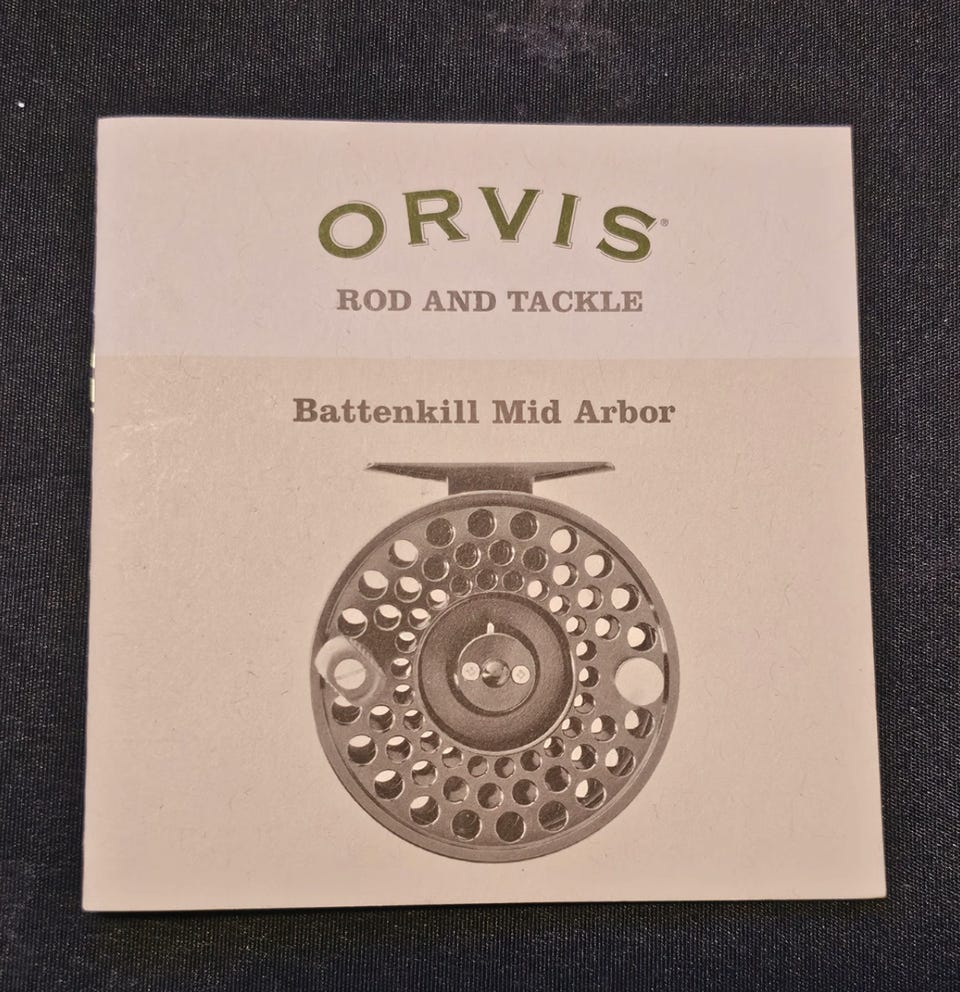 ORVIS®
ROD AND TACKLE
Battenkill Mid Arbor